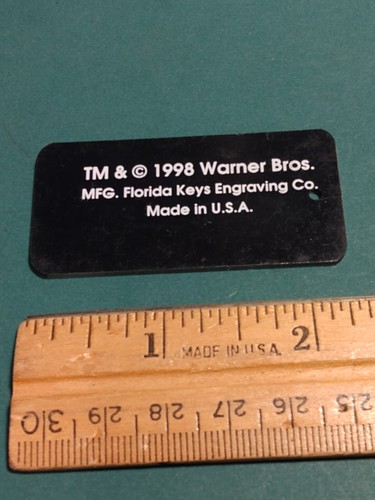 TM & © 1998 Warner Bros.
MFG. Florida Keys Engraving Co.
Made in U.S.A.
1 MADE IN U.S.A. 2
30 29 28 27 26 25